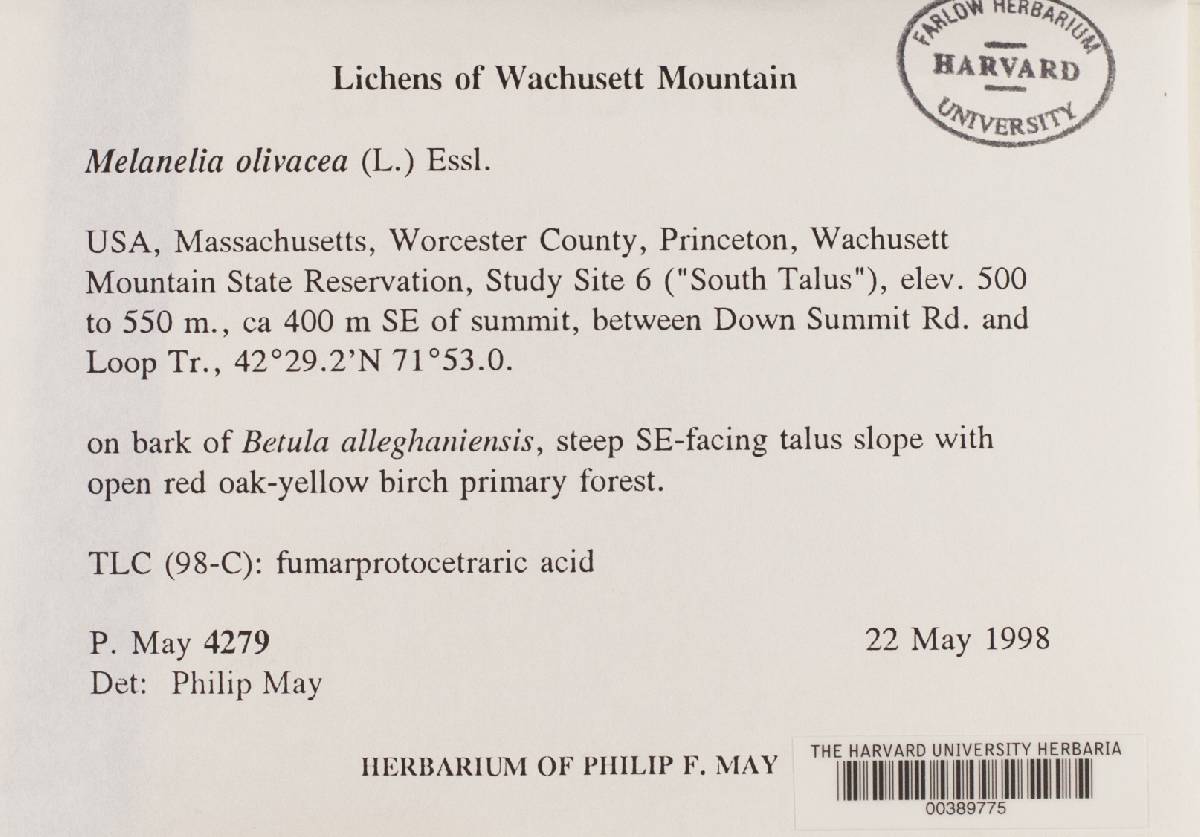 FARLOW HERBARIUM
HARVARD
UNIVERSITY
Lichens of Wachusett Mountain
Melanelia olivacea (L.) Essl.
USA, Massachusetts, Worcester County, Princeton, Wachusett
Mountain State Reservation, Study Site 6 ("South Talus"), elev. 500
to 550 m., ca 400 m SE of summit, between Down Summit Rd. and
Loop Tr., 42°29.2’N 71°53.0.
on bark of Betula alleghaniensis, steep SE-facing talus slope with
open red oak-yellow birch primary forest.
TLC (98-C): fumarprotocetraric acid
P. May 4279 22 May 1998
Det: Philip May
HERBARIUM OF PHILIP F. MAY
THE HARVARD UNIVERSITY HERBARIA
00389775